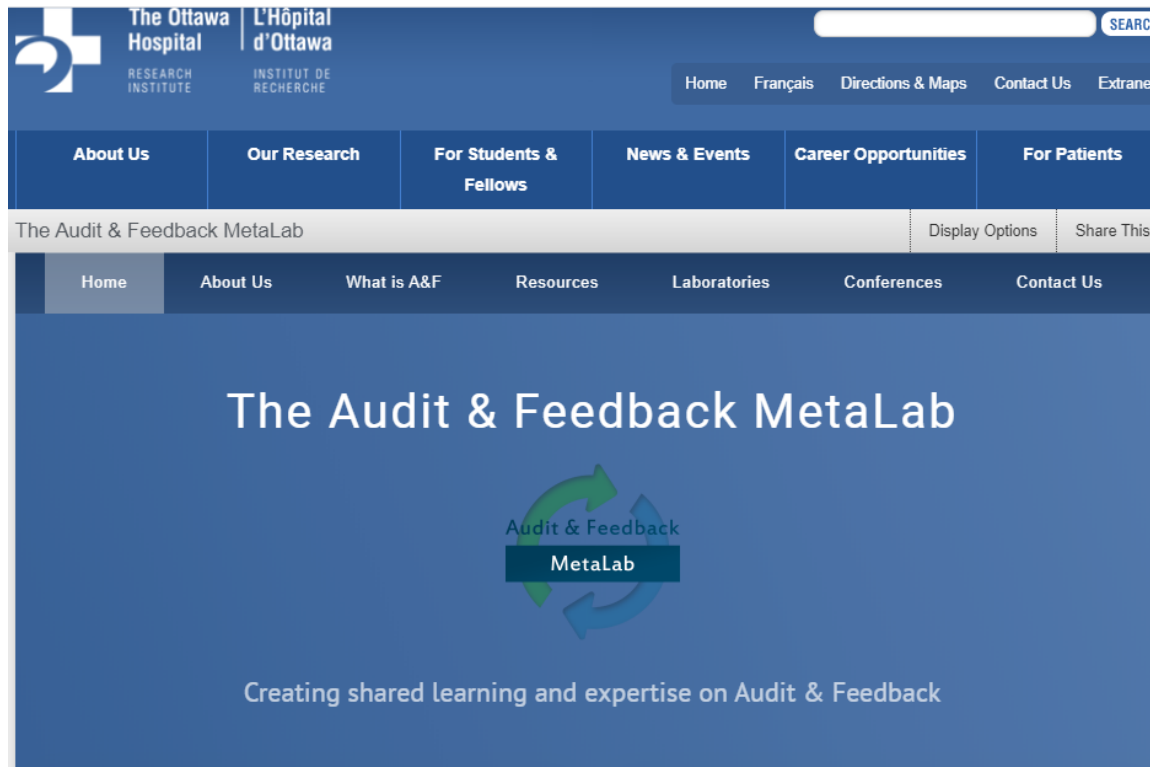 The Ottawa Hospital
L'Hôpital d'Ottawa
RESEARCH INSTITUTE
INSTITUT DE RECHERCHE
Home Français Directions & Maps Contact Us
About Us Our Research For Students & Fellows News & Events Career Opportunities For Patients
The Audit & Feedback MetaLab Display Options Share This
Home About Us What is A&F Resources Laboratories Conferences Contact Us
The Audit & Feedback MetaLab
Audit & Feedback
MetaLab
Creating shared learning and expertise on Audit & Feedback